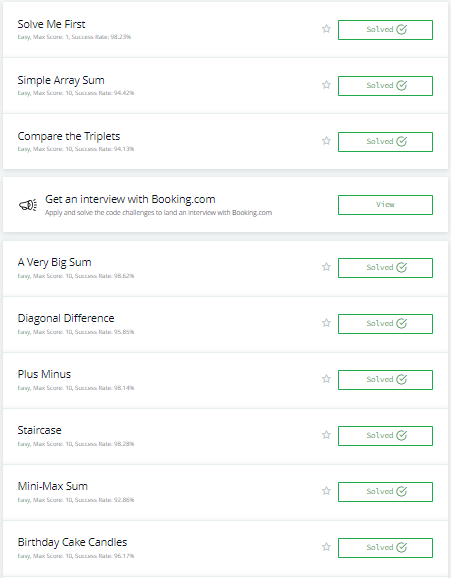 Solve Me First
Easy, Max Score: 1, Success Rate: 98.23%
Solved
Simple Array Sum
Easy, Max Score: 10, Success Rate: 94.42%
Solved
Compare the Triplets
Easy, Max Score: 10, Success Rate: 94.13%
Solved
Get an interview with Booking.com
Apply and solve the code challenges to land an interview with Booking.com
View
A Very Big Sum
Easy, Max Score: 10, Success Rate: 98.62%
Solved
Diagonal Difference
Easy, Max Score: 10, Success Rate: 95.85%
Solved
Plus Minus
Easy, Max Score: 10, Success Rate: 98.14%
Solved
Staircase
Easy, Max Score: 10, Success Rate: 98.28%
Solved
Mini-Max Sum
Easy, Max Score: 10, Success Rate: 92.86%
Solved
Birthday Cake Candles
Easy, Max Score: 10, Success Rate: 96.17%
Solved